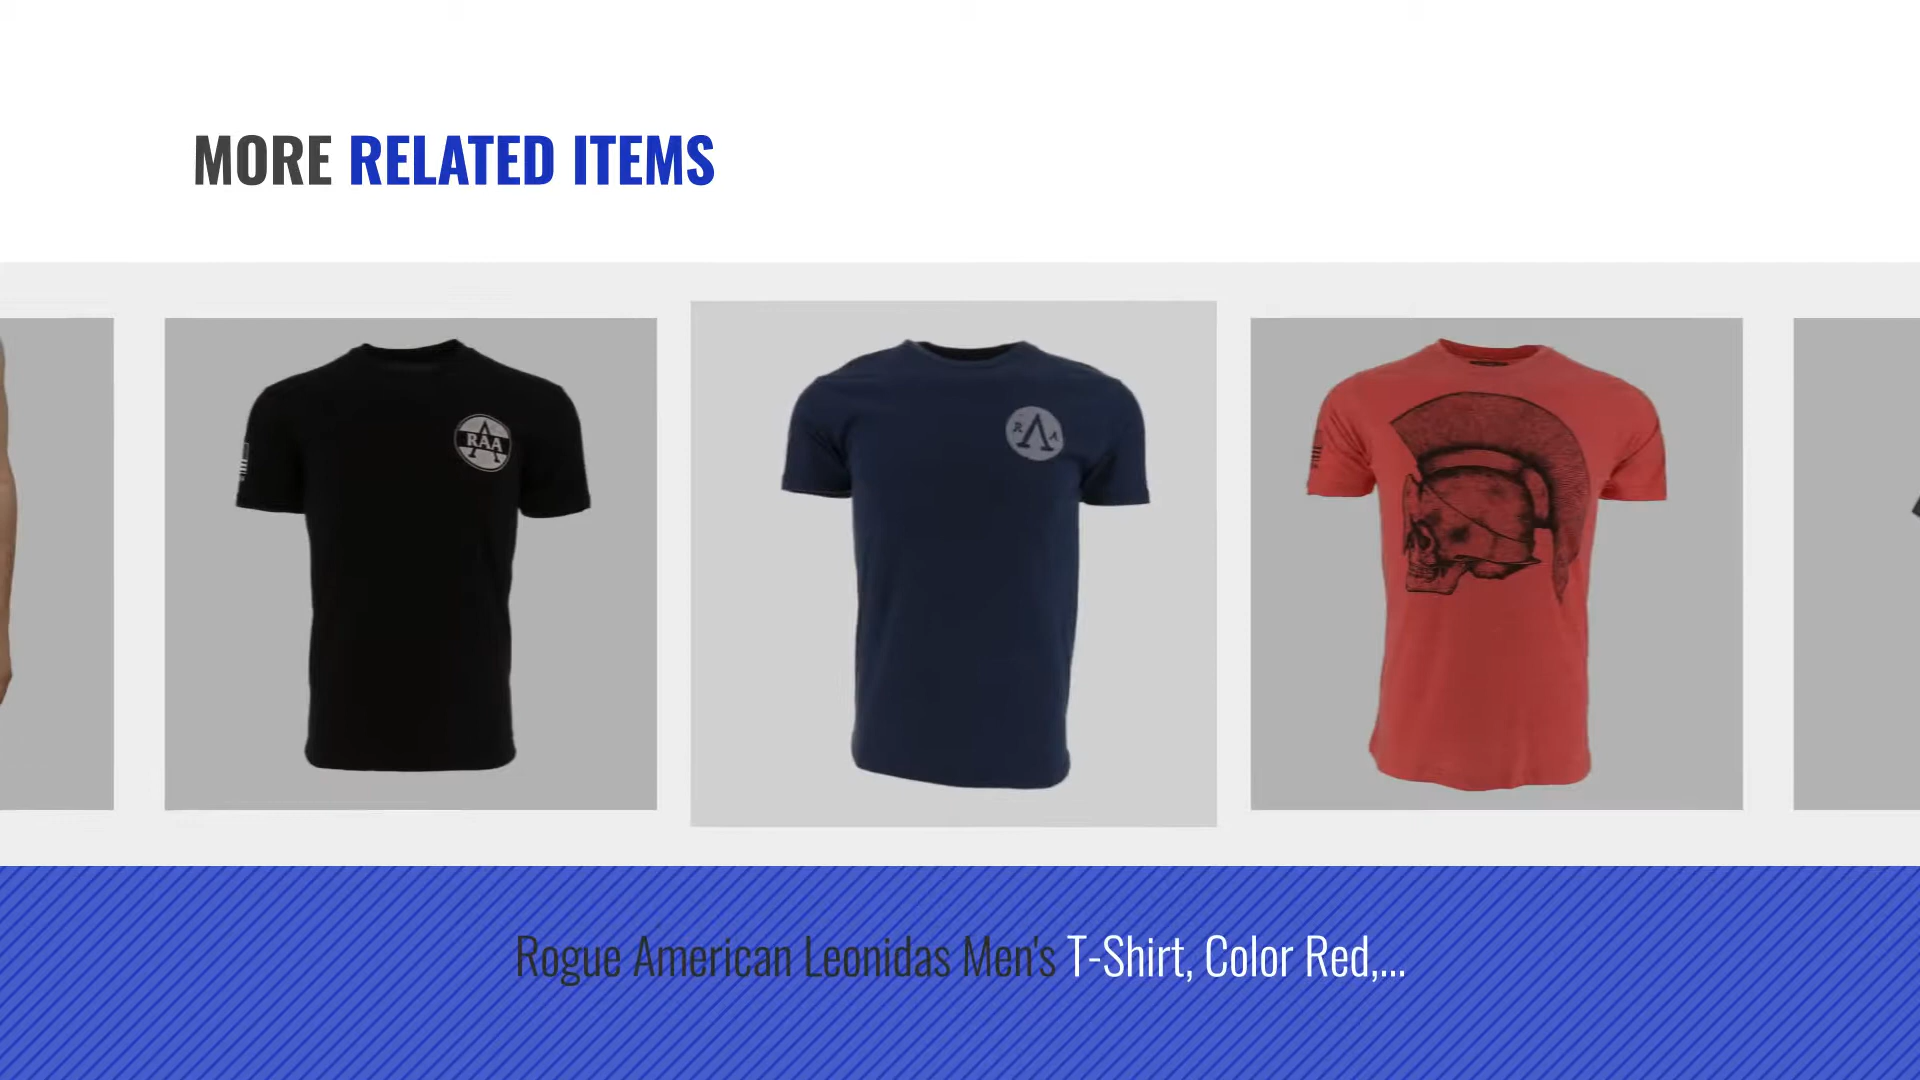 MORE RELATED ITEMS
RAA
R Λ A
Rogue American Leonidas Men's T-Shirt, Color Red,...